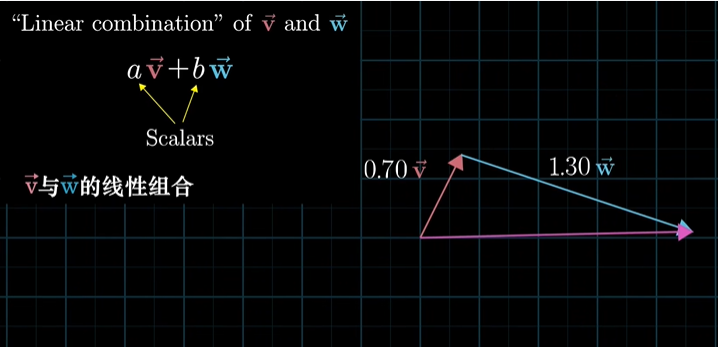 “Linear combination” of v⃗ and w⃗
av⃗+bw⃗
Scalars
v⃗与w⃗的线性组合
0.70 v⃗
1.30 w⃗